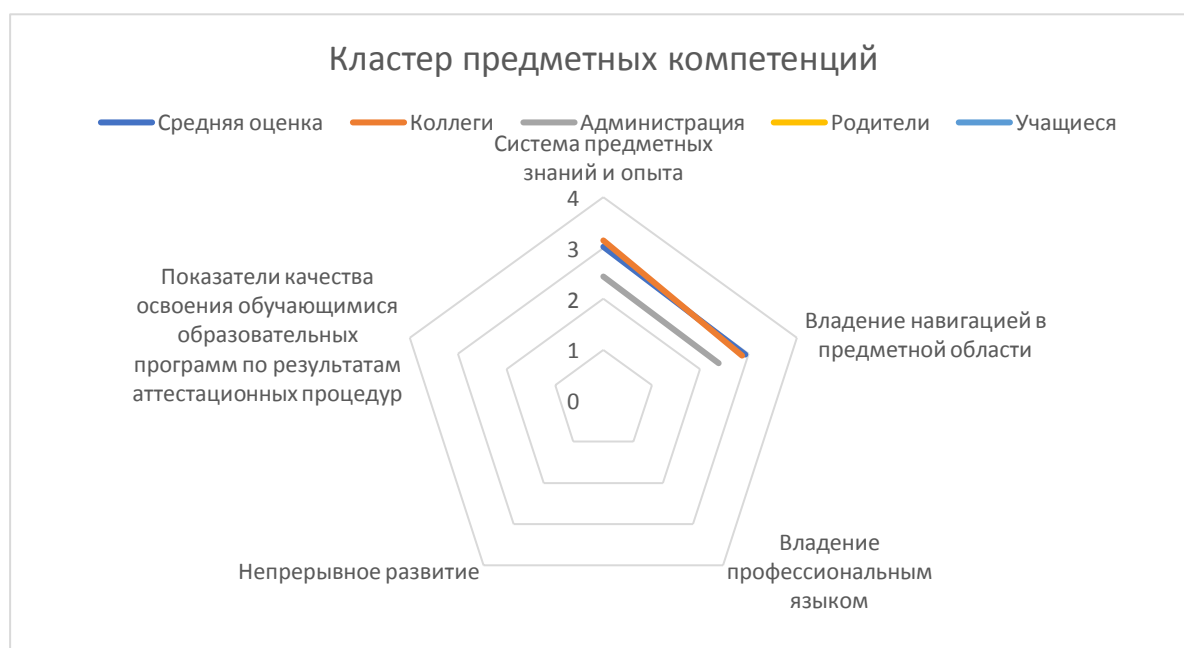 Кластер предметных компетенций
Средняя оценка Коллеги Администрация Родители Учащиеся
Система предметных
знаний и опыта
4
3
2
1
0
Владение навигацией в
предметной области
Владение
профессиональным
языком
Непрерывное развитие
Показатели качества
освоения обучающимися
образовательных
программ по результатам
аттестационных процедур